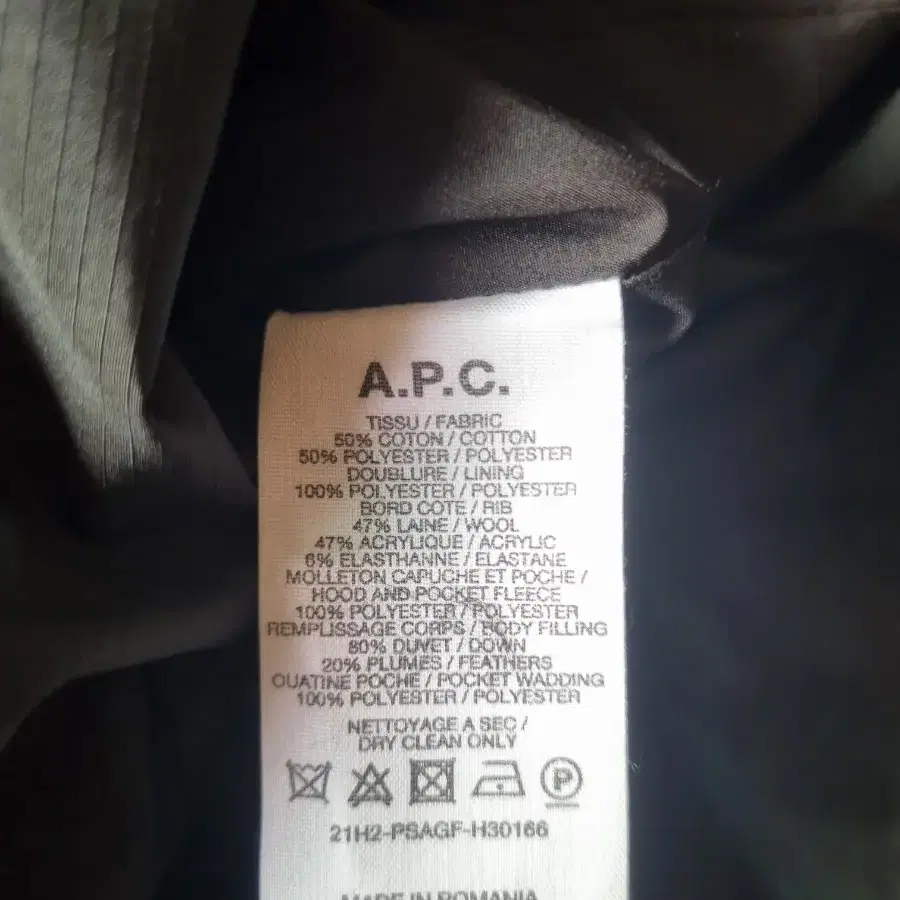 A.P.C.
TISSU / FABRIC
50% COTON / COTTON
50% POLYESTER / POLYESTER
DOUBLURE / LINING
100% POLYESTER / POLYESTER
BORD COTE / RIB
47% LAINE / WOOL
47% ACRYLIQUE / ACRYLIC
6% ELASTHANNE / ELASTANE
MOLLETON CAPUCHE ET POCHE /
HOOD AND POCKET FLEECE
100% POLYESTER / POLYESTER
REMPLISSAGE CORPS / BODY FILLING
80% DUVET / DOWN
20% PLUMES / FEATHERS
OUATINE POCHE / POCKET WADDING
100% POLYESTER / POLYESTER
NETTOYAGE A SEC /
DRY CLEAN ONLY
P
21H2-PSAGF-H30166
MADE IN ROMANIA